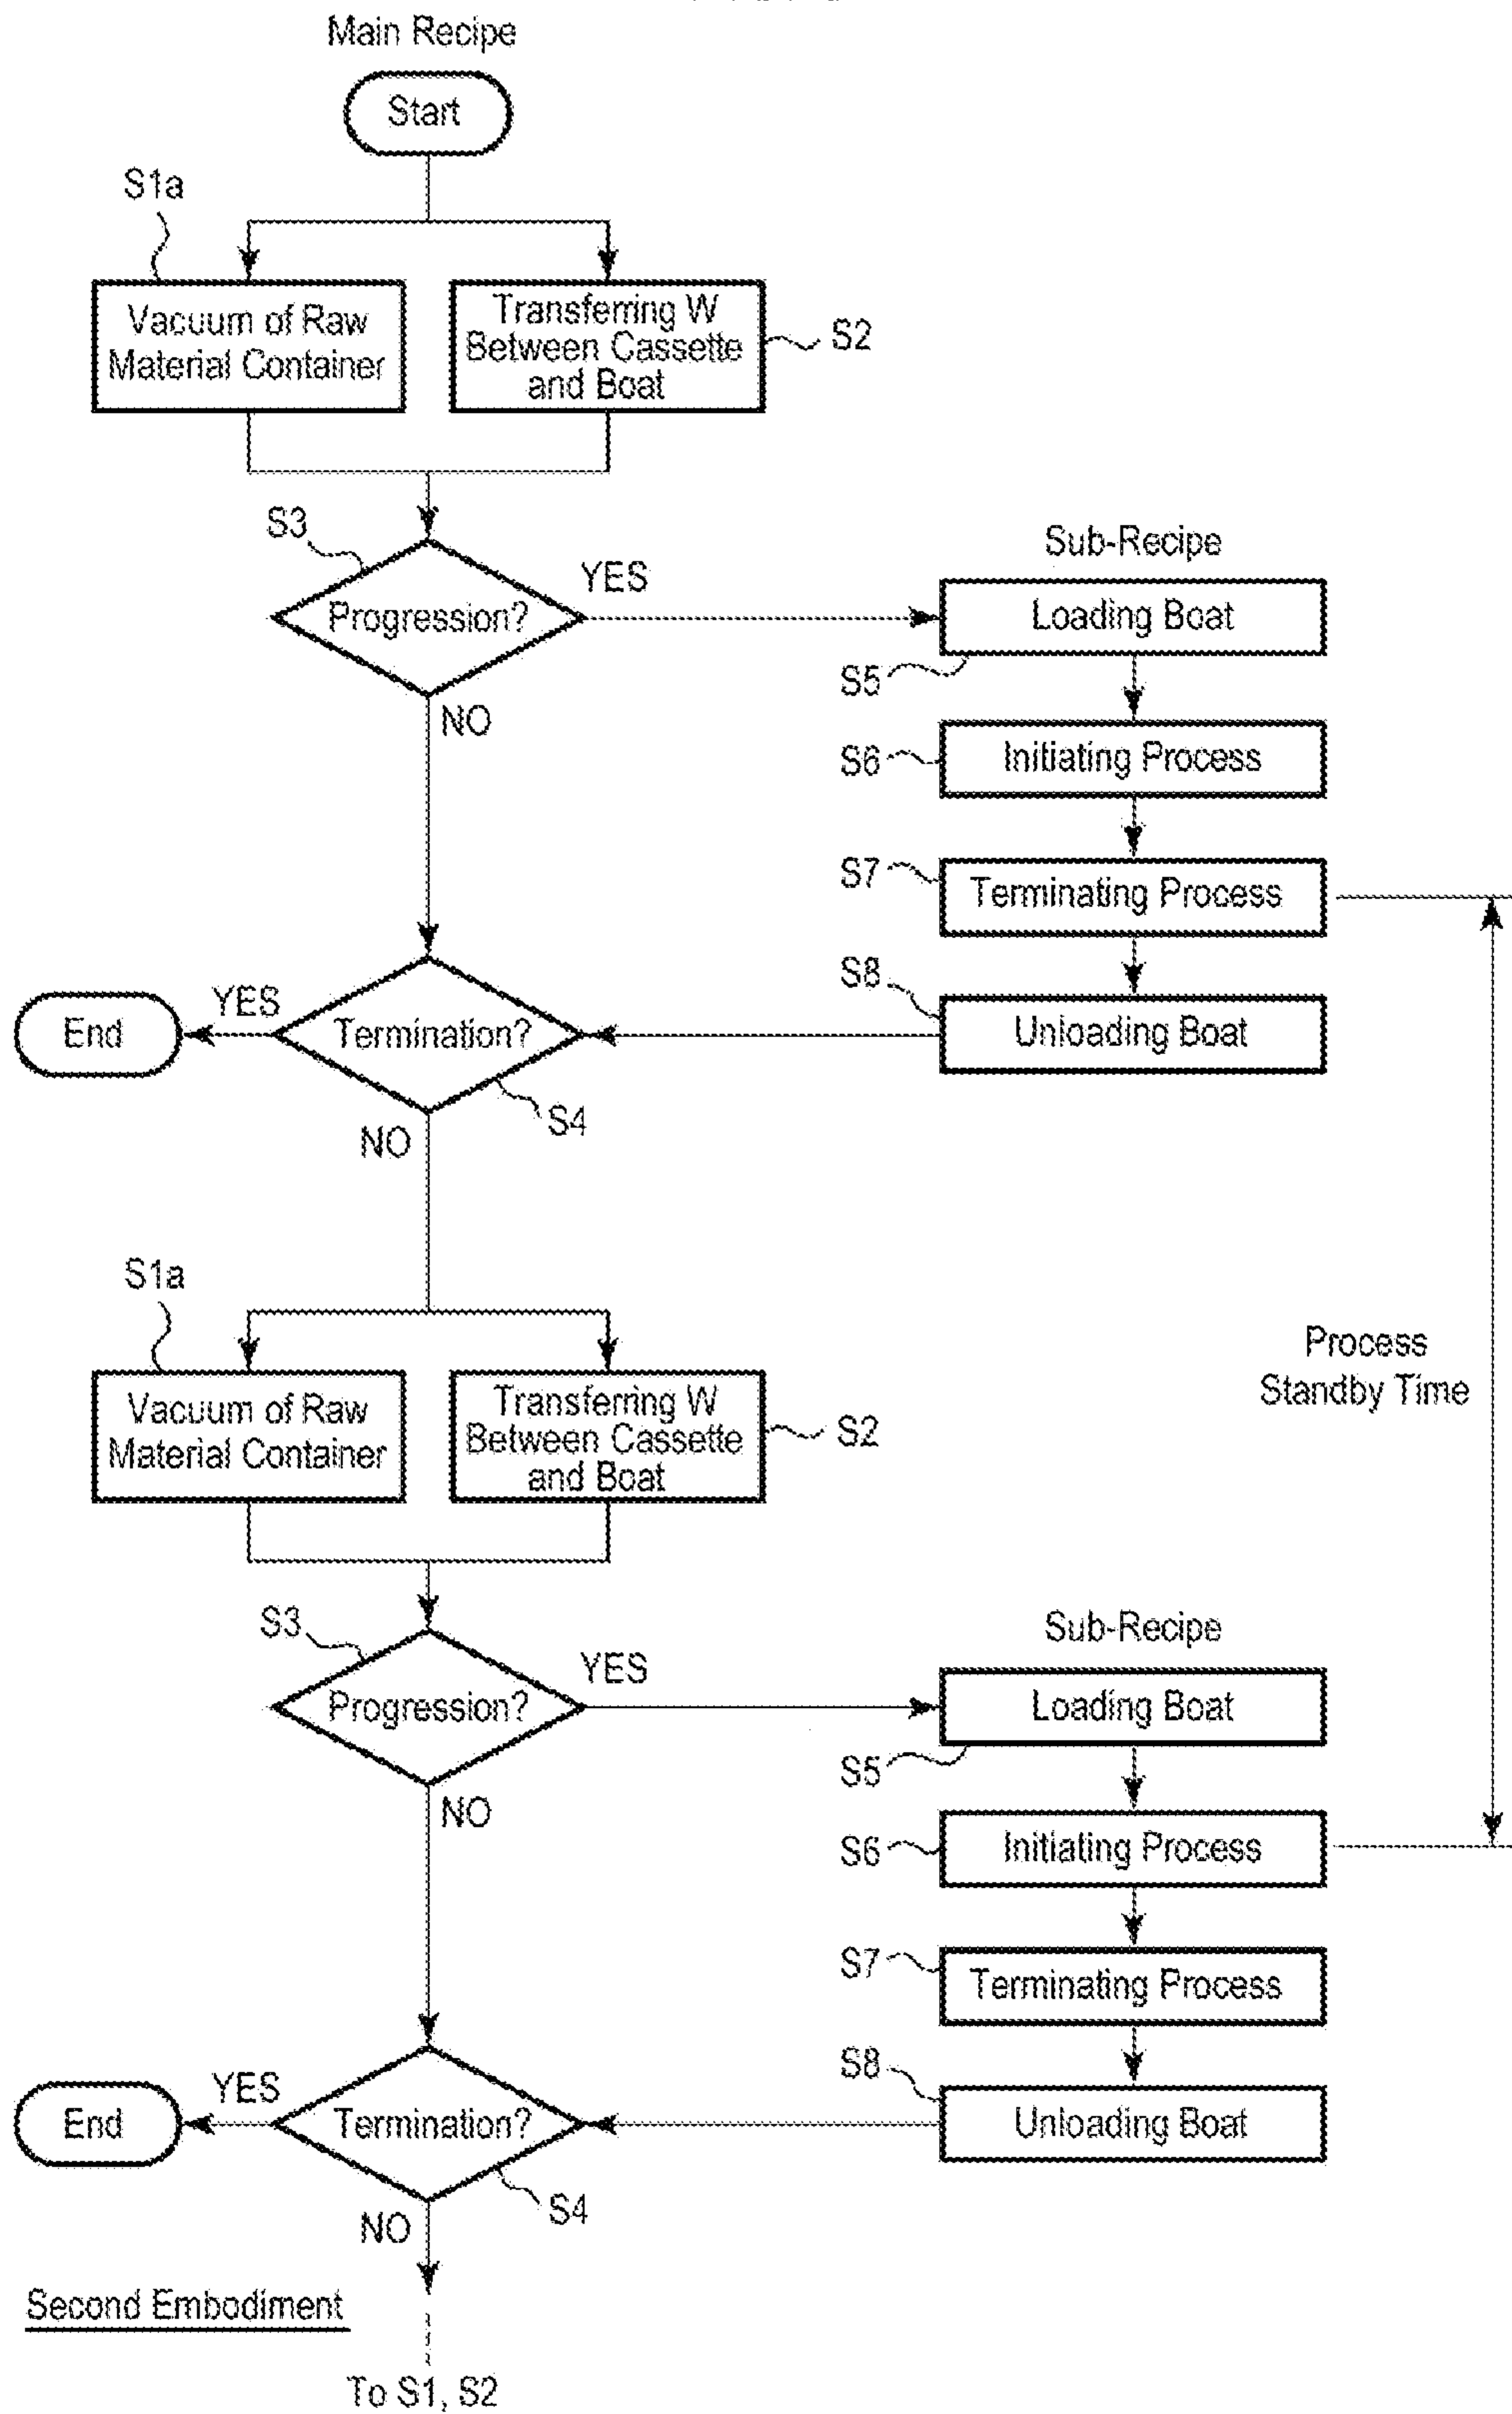 Main Recipe
Start
S1a
Vacuum of Raw
Material Container
Transferring W
Between Cassette
and Boat
S2
S3
Progression?
YES
NO
Sub-Recipe
Loading Boat
S5
S6
Initiating Process
S7
Terminating Process
S8
Unloading Boat
End
YES
Termination?
S4
NO
Process
Standby Time
S1a
Vacuum of Raw
Material Container
Transferring W
Between Cassette
and Boat
S2
S3
Progression?
YES
NO
Sub-Recipe
Loading Boat
S5
S6
Initiating Process
S7
Terminating Process
S8
Unloading Boat
End
YES
Termination?
S4
NO
Second Embodiment
To S1, S2